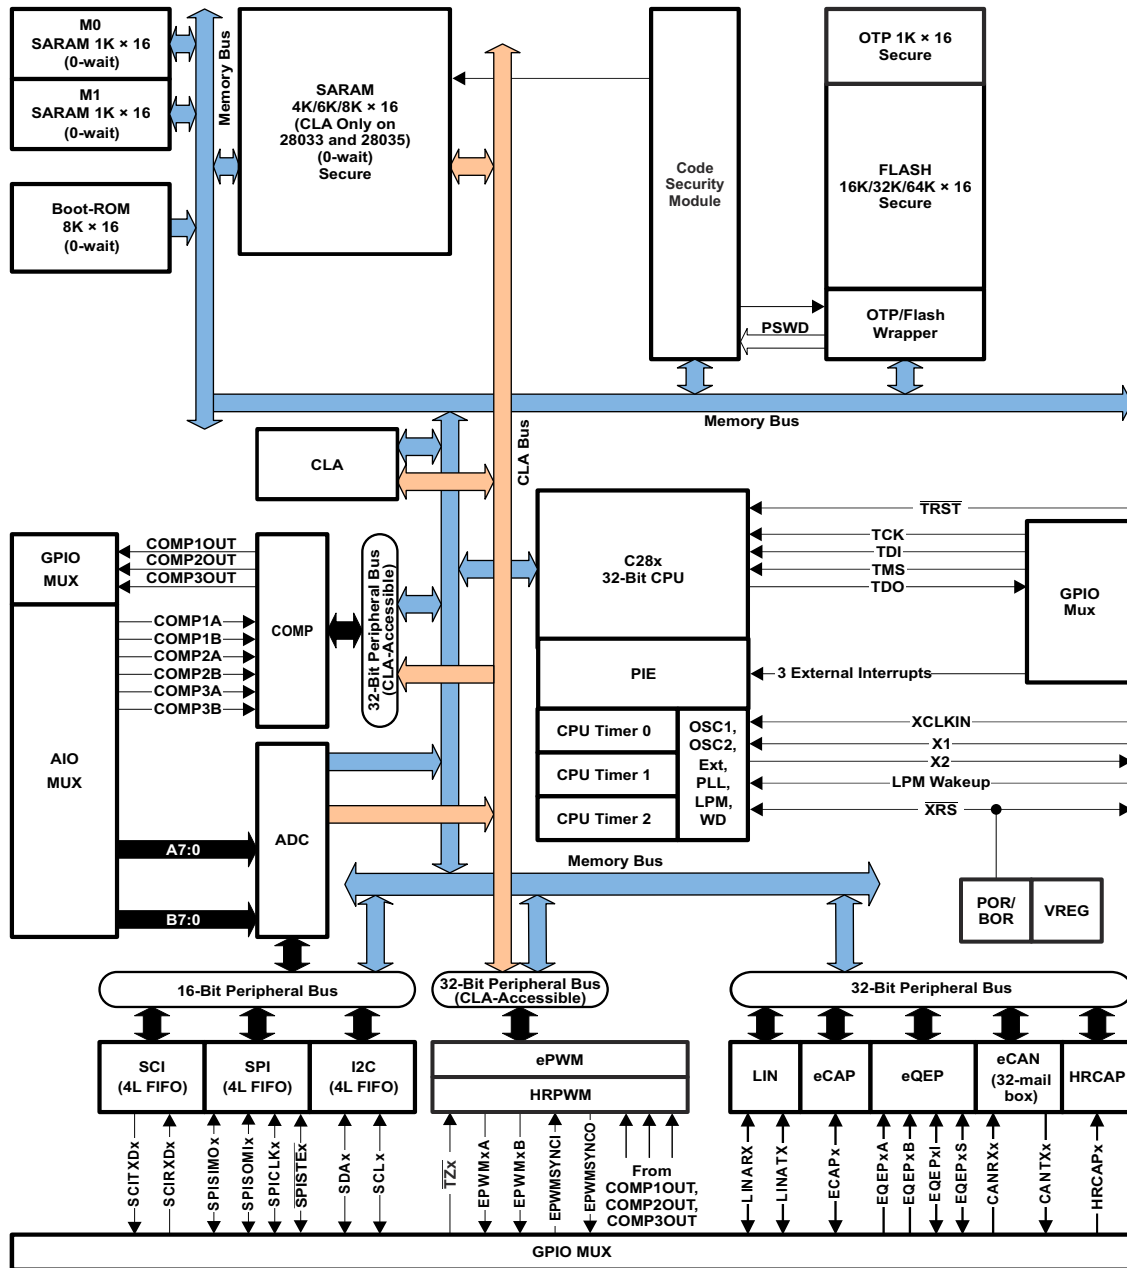 M0
SARAM 1K × 16
(0-wait)
M1
SARAM 1K × 16
(0-wait)
Boot-ROM
8K × 16
(0-wait)
Memory Bus
SARAM
4K/6K/8K × 16
(CLA Only on
28033 and 28035)
(0-wait)
Secure
Code
Security
Module
OTP 1K × 16
Secure
FLASH
16K/32K/64K × 16
Secure
OTP/Flash
Wrapper
PSWD
Memory Bus
CLA Bus
CLA
C28x
32-Bit CPU
TRST
TCK
TDI
TMS
TDO
GPIO
Mux
PIE
3 External Interrupts
CPU Timer 0
CPU Timer 1
CPU Timer 2
OSC1,
OSC2,
Ext,
PLL,
LPM,
WD
XCLKIN
X1
X2
LPM Wakeup
XRS
POR/
BOR
VREG
GPIO
MUX
COMP1OUT
COMP2OUT
COMP3OUT
COMP1A
COMP1B
COMP2A
COMP2B
COMP3A
COMP3B
COMP
32-Bit Peripheral Bus
(CLA-Accessible)
AIO
MUX
A7:0
B7:0
ADC
Memory Bus
16-Bit Peripheral Bus
32-Bit Peripheral Bus
(CLA-Accessible)
32-Bit Peripheral Bus
SCI
(4L FIFO)
SPI
(4L FIFO)
I2C
(4L FIFO)
ePWM
HRPWM
LIN
eCAP
eQEP
eCAN
(32-mail
box)
HRCAP
SCITXDx
SCIRXDx
SPISIMOx
SPISOMIx
SPICLKx
SPISTEx
SDAx
SCLx
TZx
EPWMxA
EPWMxB
EPWMSYNCI
EPWMSYNCO
From
COMP1OUT,
COMP2OUT,
COMP3OUT
LINARX
LINATX
ECAPx
EQEPxA
EQEPxB
EQEPxI
EQEPxS
CANRXx
CANTXx
HRCAPx
GPIO MUX